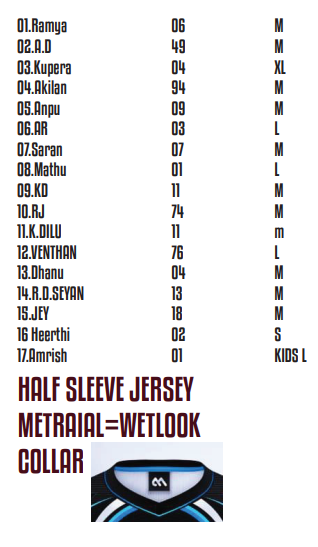 01.Ramya 06 M
02.A.D 49 M
03.Kupera 04 XL
04.Akilan 94 M
05.Anpu 09 M
06.AR 03 L
07.Saran 07 M
08.Mathu 01 L
09.KD 11 M
10.RJ 74 M
11.K.DILU 11 m
12.VENTHAN 76 L
13.Dhanu 04 M
14.R.D.SEYAN 13 M
15.JEY 18 M
16 Heerthi 02 S
17.Amrish 01 KIDS L
HALF SLEEVE JERSEY
METRAIAL=WETLOOK
COLLAR